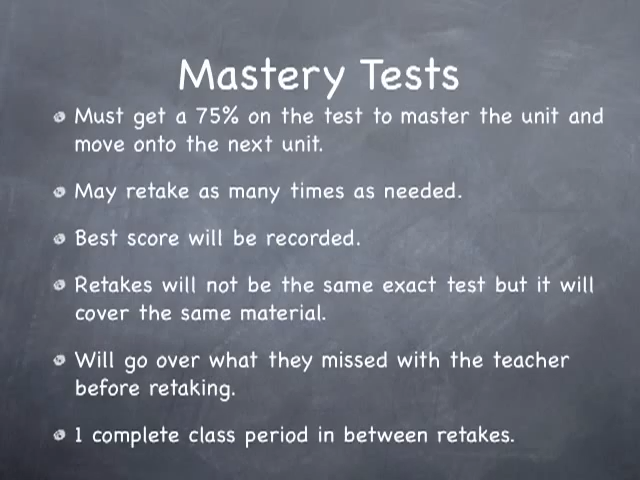 Mastery Tests
Must get a 75% on the test to master the unit and
move onto the next unit.
May retake as many times as needed.
Best score will be recorded.
Retakes will not be the same exact test but it will
cover the same material.
Will go over what they missed with the teacher
before retaking.
1 complete class period in between retakes.